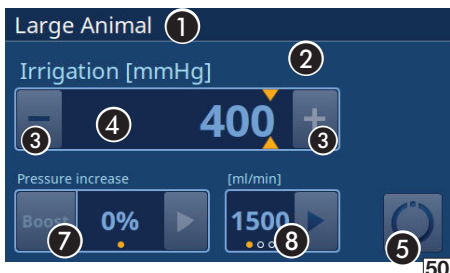 Large Animal 1
2
Irrigation [mmHg]
− 400 +
3 4 3
Pressure increase [ml/min]
Boost 0% 1500
7 8 5
50